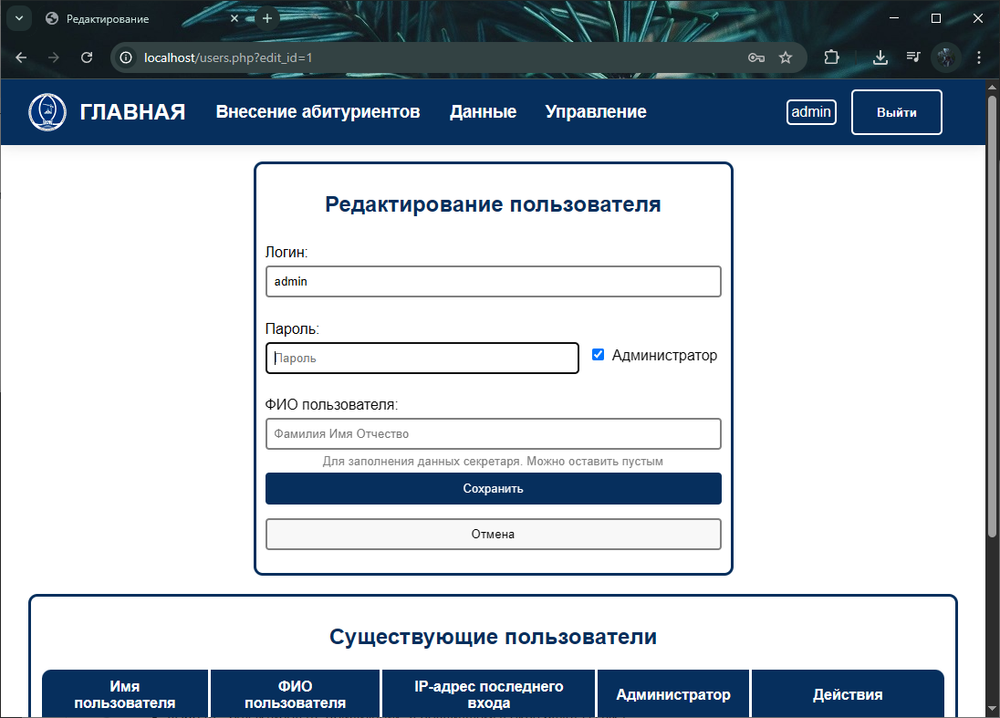 Редактирование
localhost/users.php?edit_id=1
ГЛАВНАЯ Внесение абитуриентов Данные Управление admin Выйти
Редактирование пользователя
Логин:
admin
Пароль:
Пароль Администратор
ФИО пользователя:
Фамилия Имя Отчество
Для заполнения данных секретаря. Можно оставить пустым
Сохранить
Отмена
Существующие пользователи
Имя пользователя ФИО пользователя IP-адрес последнего входа Администратор Действия